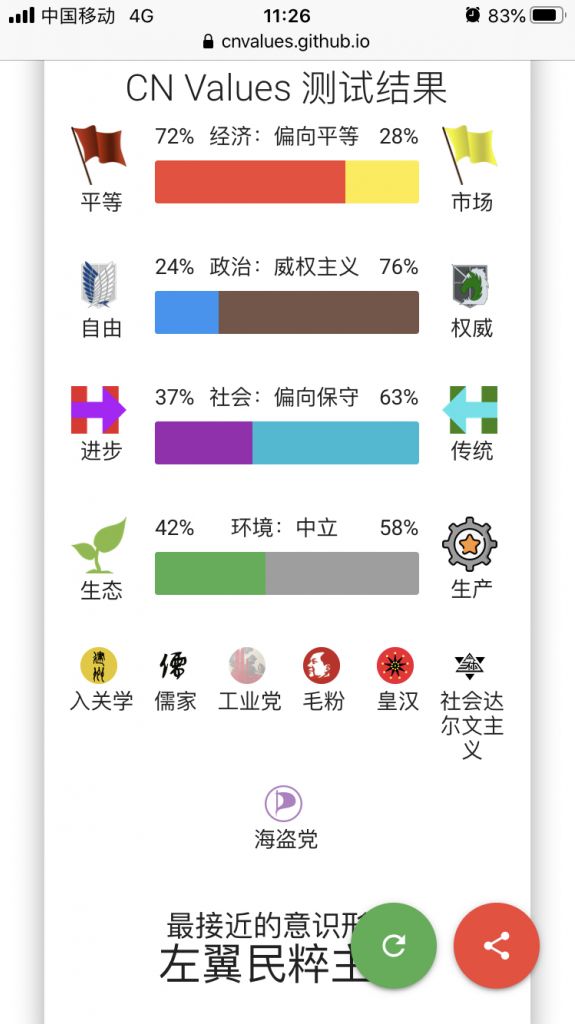 中国移动 4G 11:26 83%
cnvalues.github.io
CN Values 测试结果
72% 经济：偏向平等 28%
平等 市场
24% 政治：威权主义 76%
自由 权威
37% 社会：偏向保守 63%
进步 传统
42% 环境：中立 58%
生态 生产
入关学 儒家 工业党 毛粉 皇汉 社会达
尔文主
义
海盗党
最接近的意识形
左翼民粹主